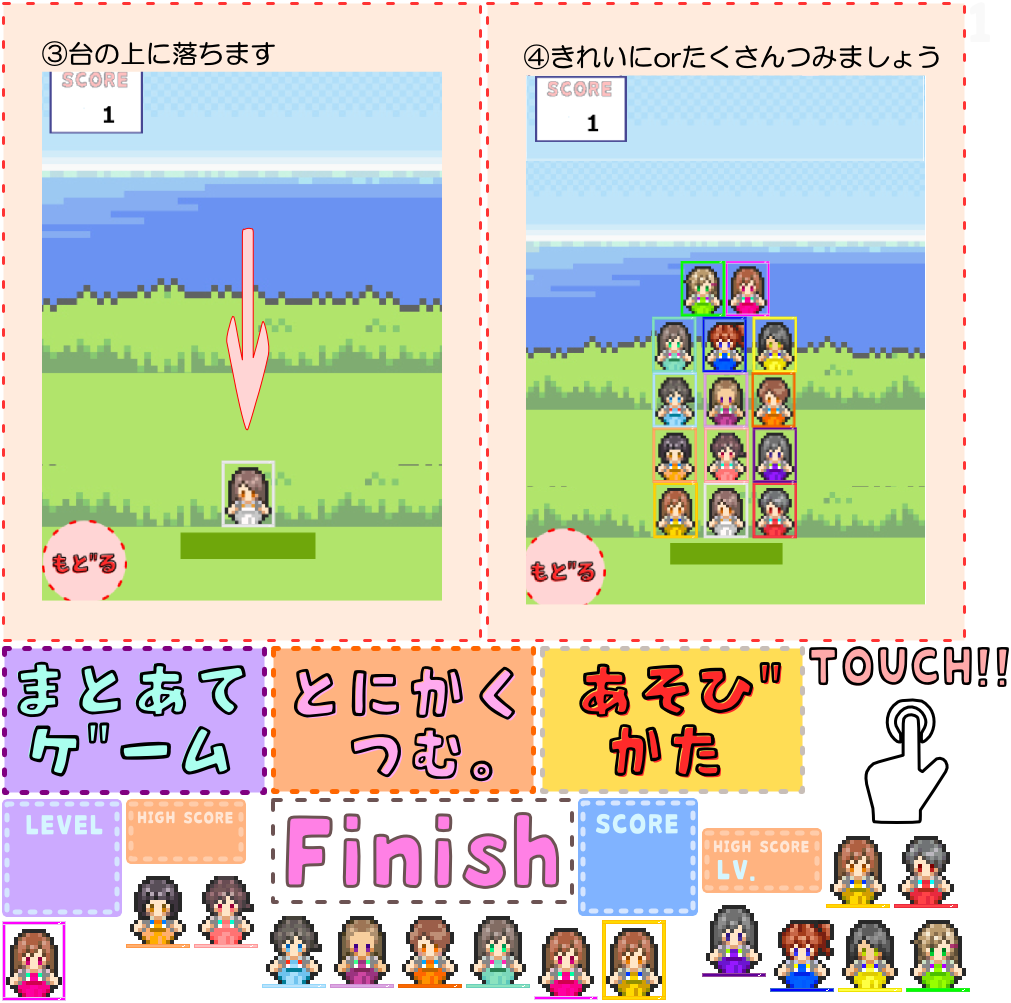 ③台の上に落ちます
SCORE
1
もど"る
④きれいにorたくさんつみましょう
SCORE
1
もど"る
1
まとあて
ゲ"ーム
とにかく
つむ。
あそび"
かた
TOUCH!!
LEVEL
HIGH SCORE
Finish
SCORE
HIGH SCORE
LV.